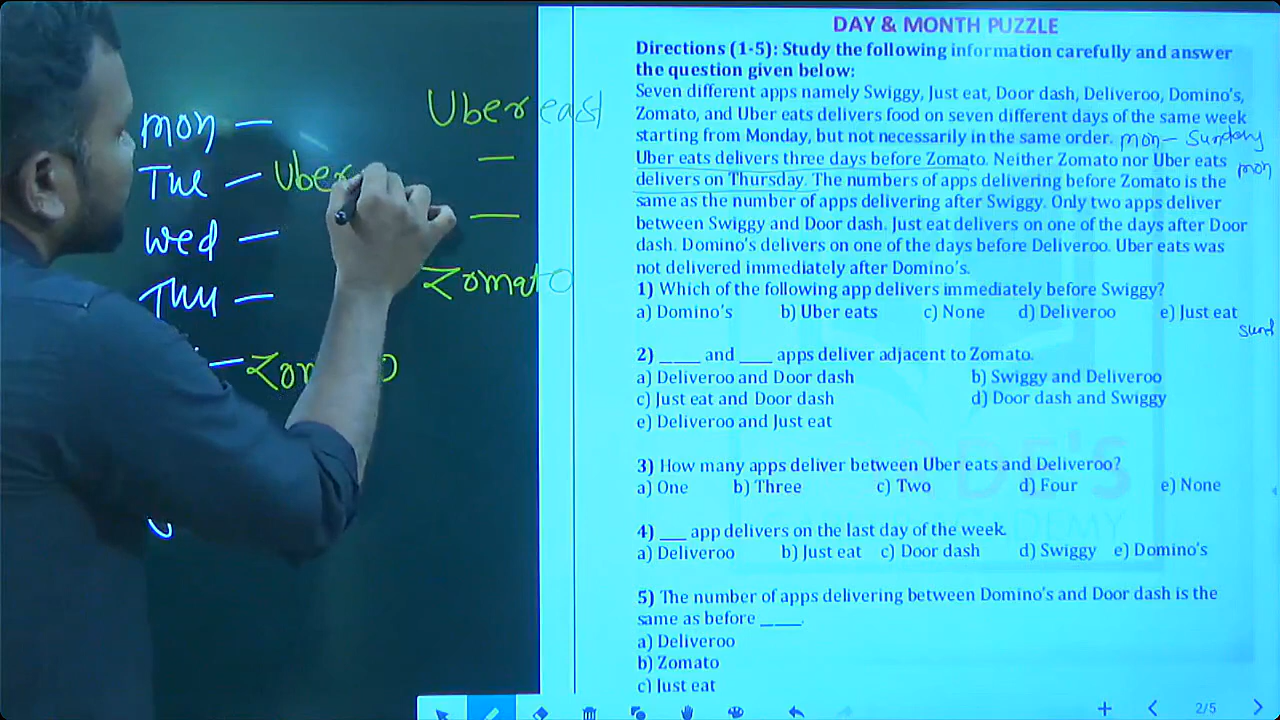 mon —
Tue — Uber
wed —
Thu —
— Zomato
Uber east
—
—
Zomato
DAY & MONTH PUZZLE
Directions (1-5): Study the following information carefully and answer
the question given below:
Seven different apps namely Swiggy, Just eat, Door dash, Deliveroo, Domino's,
Zomato, and Uber eats delivers food on seven different days of the same week
starting from Monday, but not necessarily in the same order. mon - Sunday
Uber eats delivers three days before Zomato. Neither Zomato nor Uber eats
mon
delivers on Thursday. The numbers of apps delivering before Zomato is the
same as the number of apps delivering after Swiggy. Only two apps deliver
between Swiggy and Door dash. Just eat delivers on one of the days after Door
dash. Domino's delivers on one of the days before Deliveroo. Uber eats was
not delivered immediately after Domino's.
1) Which of the following app delivers immediately before Swiggy?
a) Domino's b) Uber eats c) None d) Deliveroo e) Just eat
sund
2) ____ and ____ apps deliver adjacent to Zomato.
a) Deliveroo and Door dash b) Swiggy and Deliveroo
c) Just eat and Door dash d) Door dash and Swiggy
e) Deliveroo and Just eat
3) How many apps deliver between Uber eats and Deliveroo?
a) One b) Three c) Two d) Four e) None
4) ___ app delivers on the last day of the week.
a) Deliveroo b) Just eat c) Door dash d) Swiggy e) Domino's
5) The number of apps delivering between Domino's and Door dash is the
same as before ____.
a) Deliveroo
b) Zomato
c) Just eat
2/5